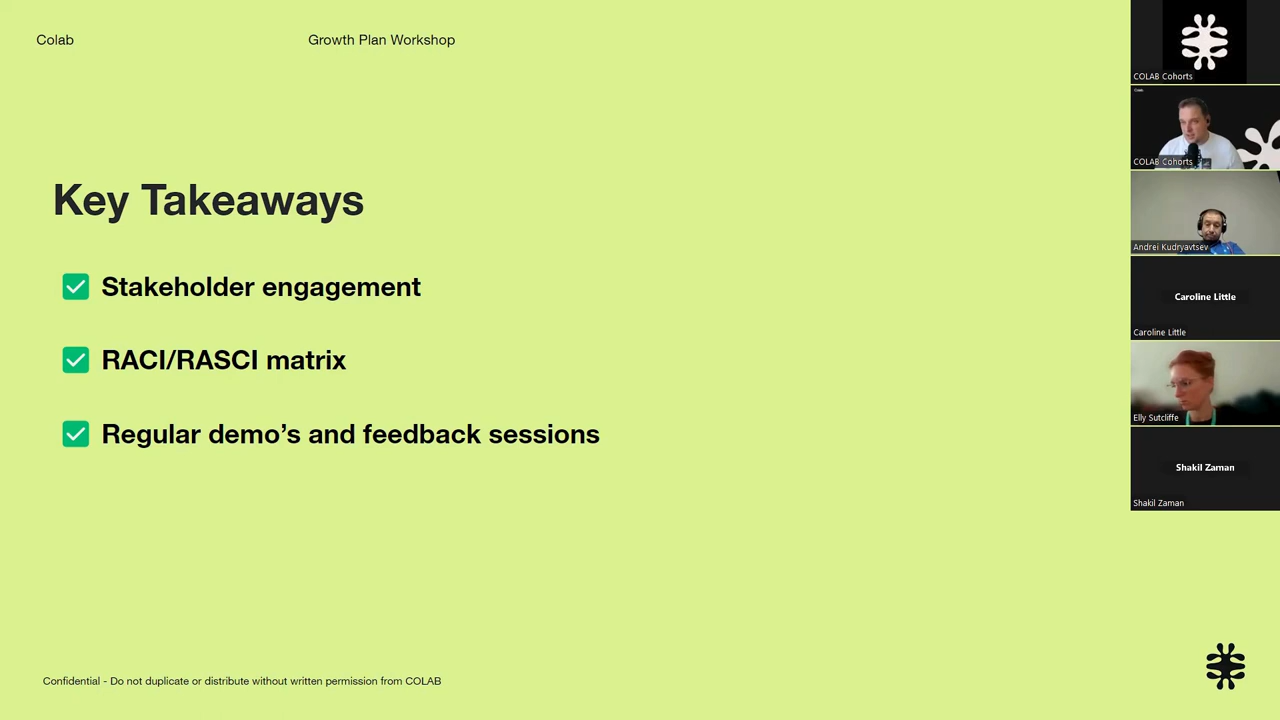 Colab
Growth Plan Workshop
Key Takeaways
Stakeholder engagement
RACI/RASCI matrix
Regular demo’s and feedback sessions
Confidential - Do not duplicate or distribute without written permission from COLAB
COLAB Cohorts
COLAB Cohorts
Andrei Kudryavtsev
Caroline Little
Caroline Little
Elly Sutcliffe
Shakil Zaman
Shakil Zaman